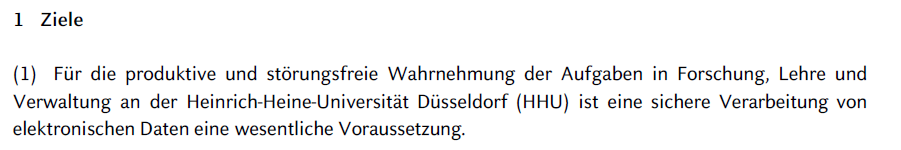 1 Ziele
(1) Für die produktive und störungsfreie Wahrnehmung der Aufgaben in Forschung, Lehre und
Verwaltung an der Heinrich-Heine-Universität Düsseldorf (HHU) ist eine sichere Verarbeitung von
elektronischen Daten eine wesentliche Voraussetzung.